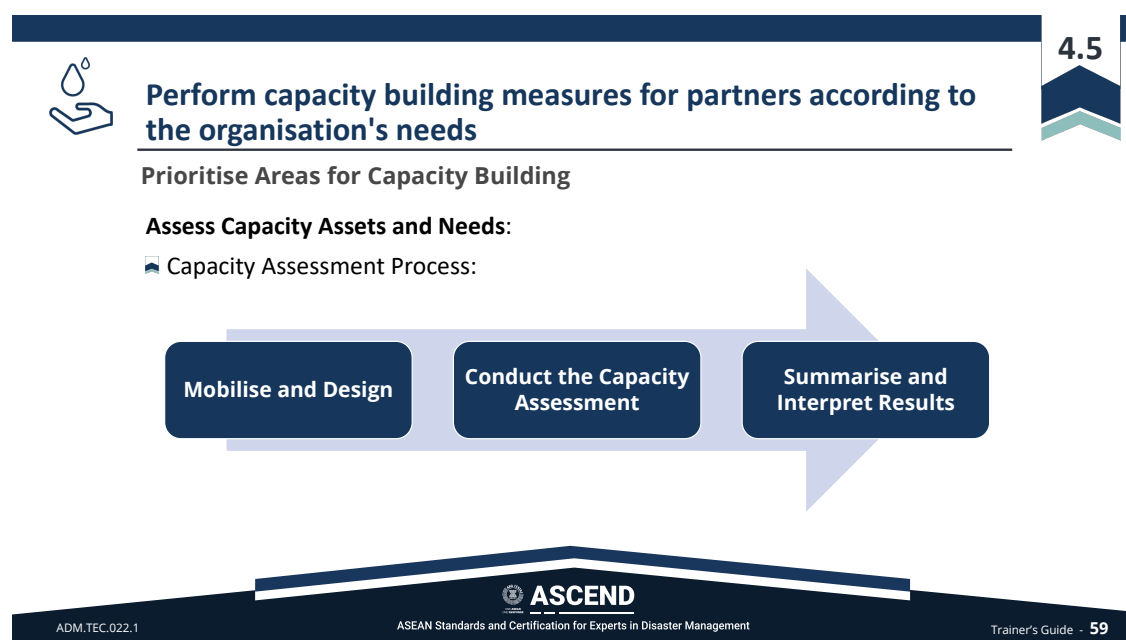 4.5
Perform capacity building measures for partners according to
the organisation's needs
Prioritise Areas for Capacity Building
Assess Capacity Assets and Needs:
Capacity Assessment Process:
Mobilise and Design
Conduct the Capacity
Assessment
Summarise and
Interpret Results
ASCEND
ASEAN Standards and Certification for Experts in Disaster Management
ADM.TEC.022.1
Trainer's Guide - 59